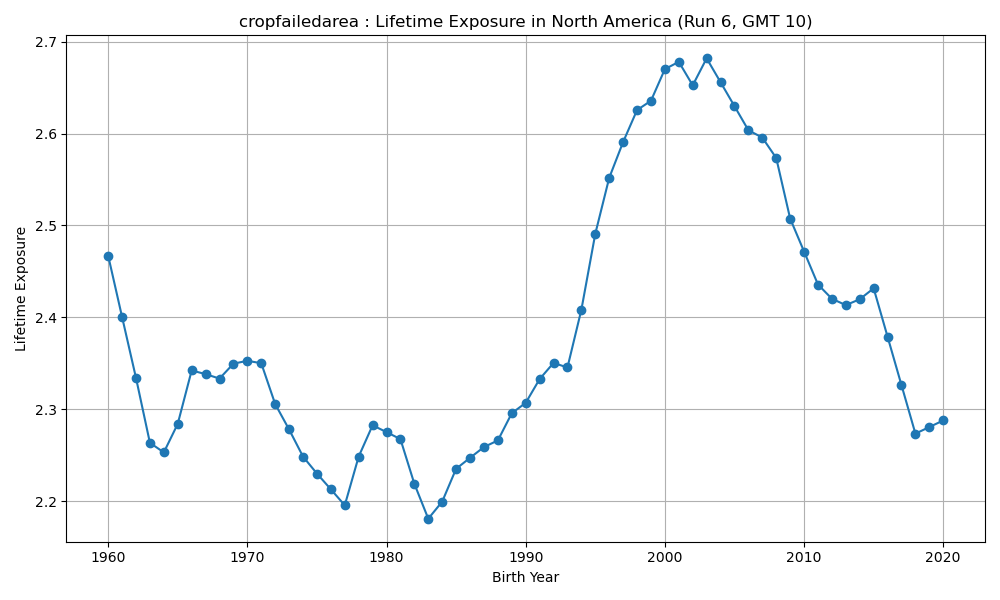 cropfailedarea : Lifetime Exposure in North America (Run 6, GMT 10)
2.7
2.6
2.5
2.4
2.3
2.2
Lifetime Exposure
1960 1970 1980 1990 2000 2010 2020
Birth Year